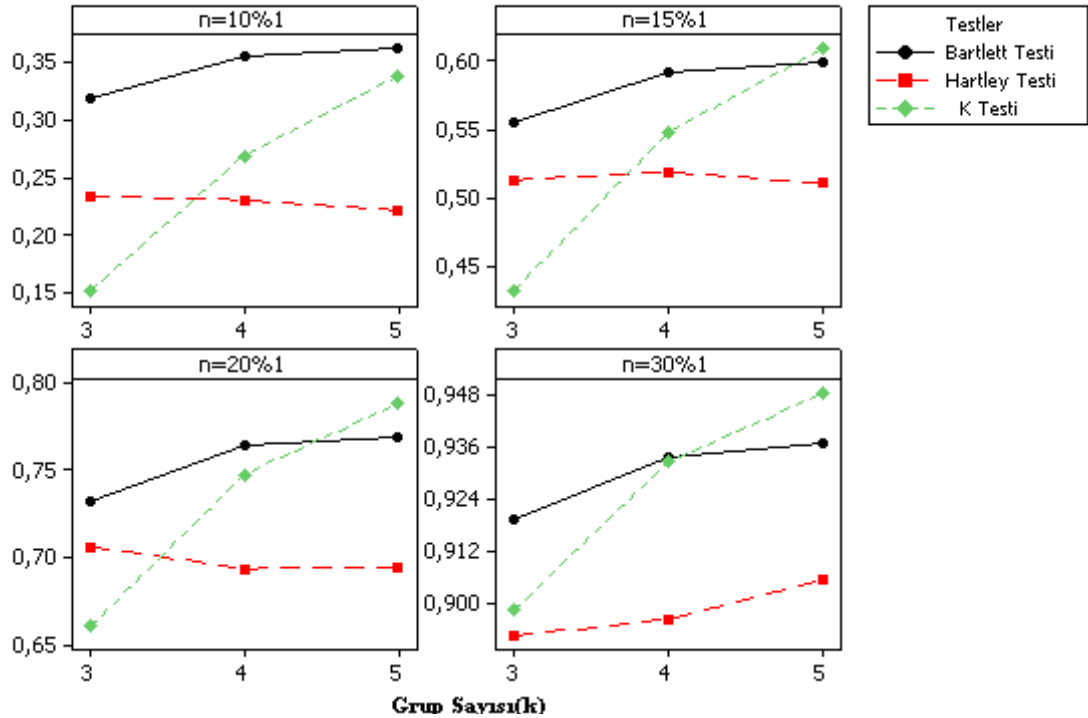 n=10%1
0,35
0,30
0,25
0,20
0,15
3 4 5
n=15%1
0,60
0,55
0,50
0,45
3 4 5
Testler
Bartlett Testi
Hartley Testi
K Testi
n=20%1
0,80
0,75
0,70
0,65
3 4 5
n=30%1
0,948
0,936
0,924
0,912
0,900
3 4 5
Grup Sayısı(k)